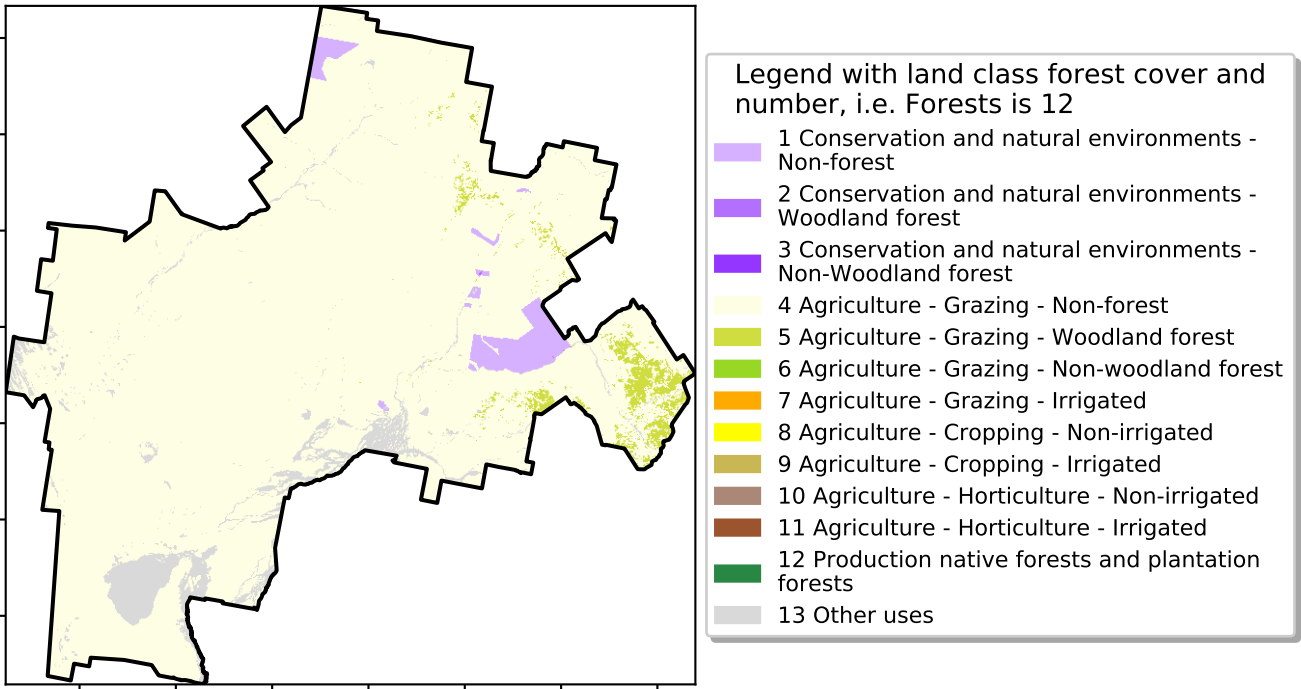 Legend with land class forest cover and
number, i.e. Forests is 12
1 Conservation and natural environments -
Non-forest
2 Conservation and natural environments -
Woodland forest
3 Conservation and natural environments -
Non-Woodland forest
4 Agriculture - Grazing - Non-forest
5 Agriculture - Grazing - Woodland forest
6 Agriculture - Grazing - Non-woodland forest
7 Agriculture - Grazing - Irrigated
8 Agriculture - Cropping - Non-irrigated
9 Agriculture - Cropping - Irrigated
10 Agriculture - Horticulture - Non-irrigated
11 Agriculture - Horticulture - Irrigated
12 Production native forests and plantation
forests
13 Other uses